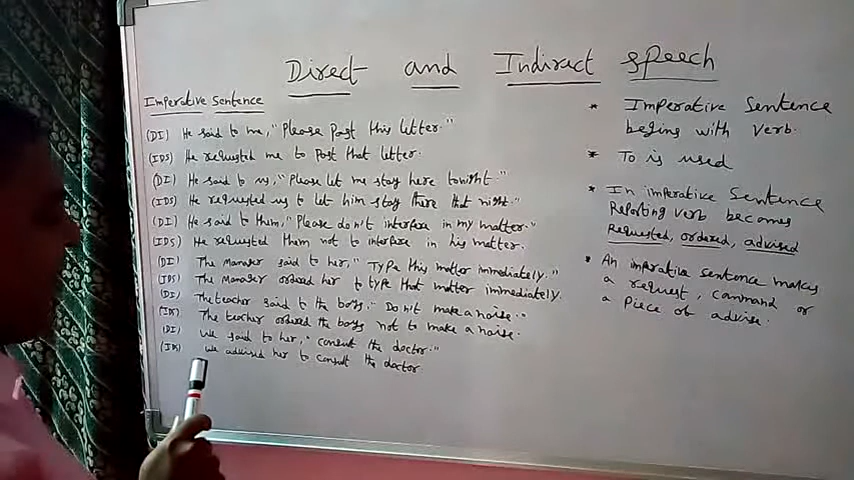 Direct and Indirect speech
Imperative Sentence
(DI) He said to me, "Please Post this letter."
(IDS) He requested me to Post that letter.
(DI) He said to us, "Please let me stay here tonight."
(IDS) He requested us to let him stay there that night.
(DI) He said to them, "Please don't interfere in my matter."
(IDS) He requested them not to interfere in his matter.
(DI) The Manager said to her, "Type this matter immediately."
(IDS) The Manager ordered her to type that matter immediately.
(DI) The teacher said to the boys, "Don't make a noise."
(IDS) The teacher ordered the boys not to make a noise.
(DI) We said to her, "Consult the doctor."
(IDS) We advised her to consult the doctor
* Imperative Sentence
begins with verb.
* To is used
* In imperative Sentence
Reporting verb becomes
Requested, ordered, advised
* An imperative sentence makes
a request, Command or
a Piece of advise.